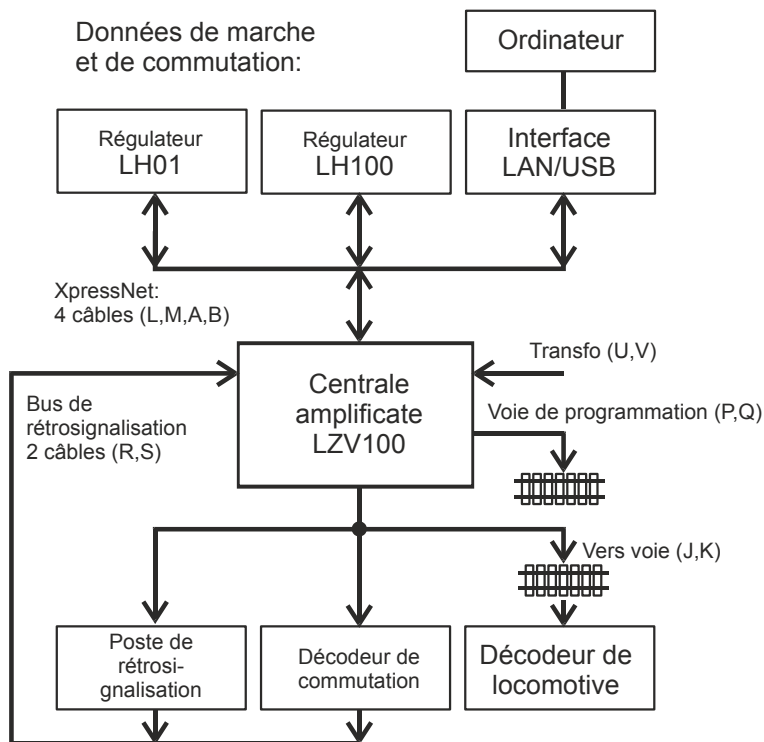 Données de marche
et de commutation:
Ordinateur
Régulateur
LH01
Régulateur
LH100
Interface
LAN/USB
XpressNet:
4 câbles (L,M,A,B)
Transfo (U,V)
Centrale
amplificate
LZV100
Bus de
rétrosignalisation
2 câbles (R,S)
Voie de programmation (P,Q)
Vers voie (J,K)
Poste de
rétrosi-
gnalisation
Décodeur de
commutation
Décodeur de
locomotive